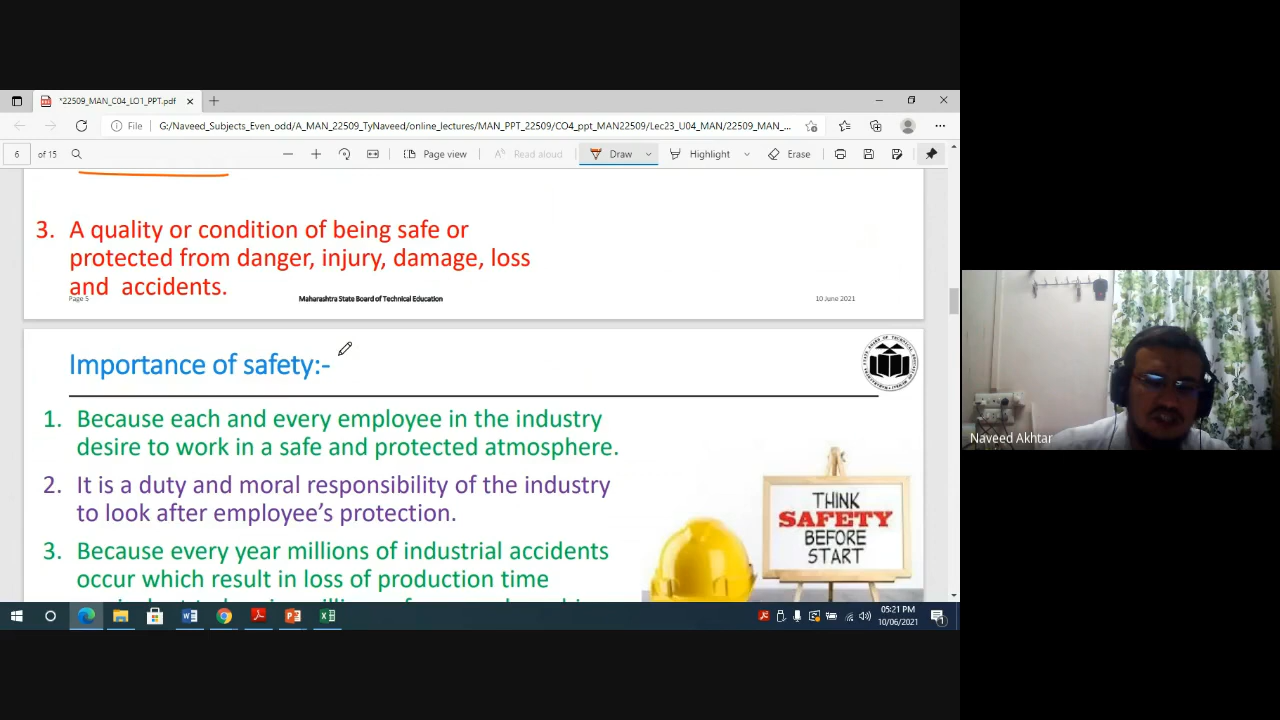 *22509_MAN_C04_LO1_PPT.pdf
File G:/Naveed_Subjects_Even_odd/A_MAN_22509_TyNaveed/online_lectures/MAN_PPT_22509/CO4_ppt_MAN22509/Lec23_U04_MAN/22509_MAN_...
6 of 15 Page view Read aloud Draw Highlight Erase
3. A quality or condition of being safe or
protected from danger, injury, damage, loss
and accidents.
Page 5 Maharashtra State Board of Technical Education 10 June 2021
Importance of safety:-
1. Because each and every employee in the industry
desire to work in a safe and protected atmosphere.
2. It is a duty and moral responsibility of the industry
to look after employee's protection.
3. Because every year millions of industrial accidents
occur which result in loss of production time
THINK
SAFETY
BEFORE
START
Naveed Akhtar
05:21 PM
10/06/2021
1